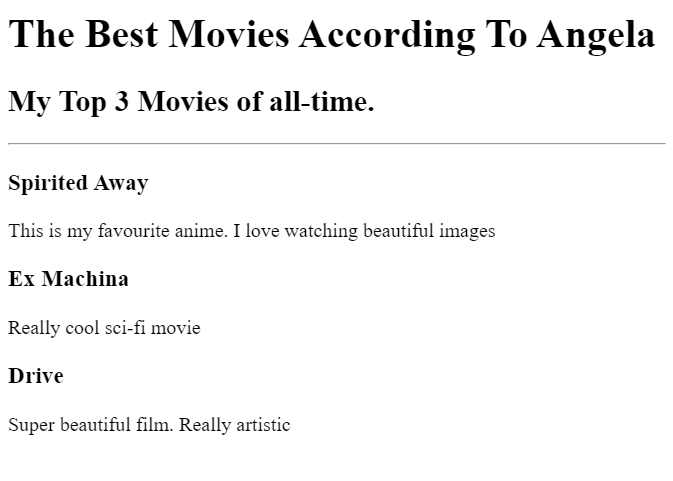 The Best Movies According To Angela
My Top 3 Movies of all-time.
Spirited Away
This is my favourite anime. I love watching beautiful images
Ex Machina
Really cool sci-fi movie
Drive
Super beautiful film. Really artistic